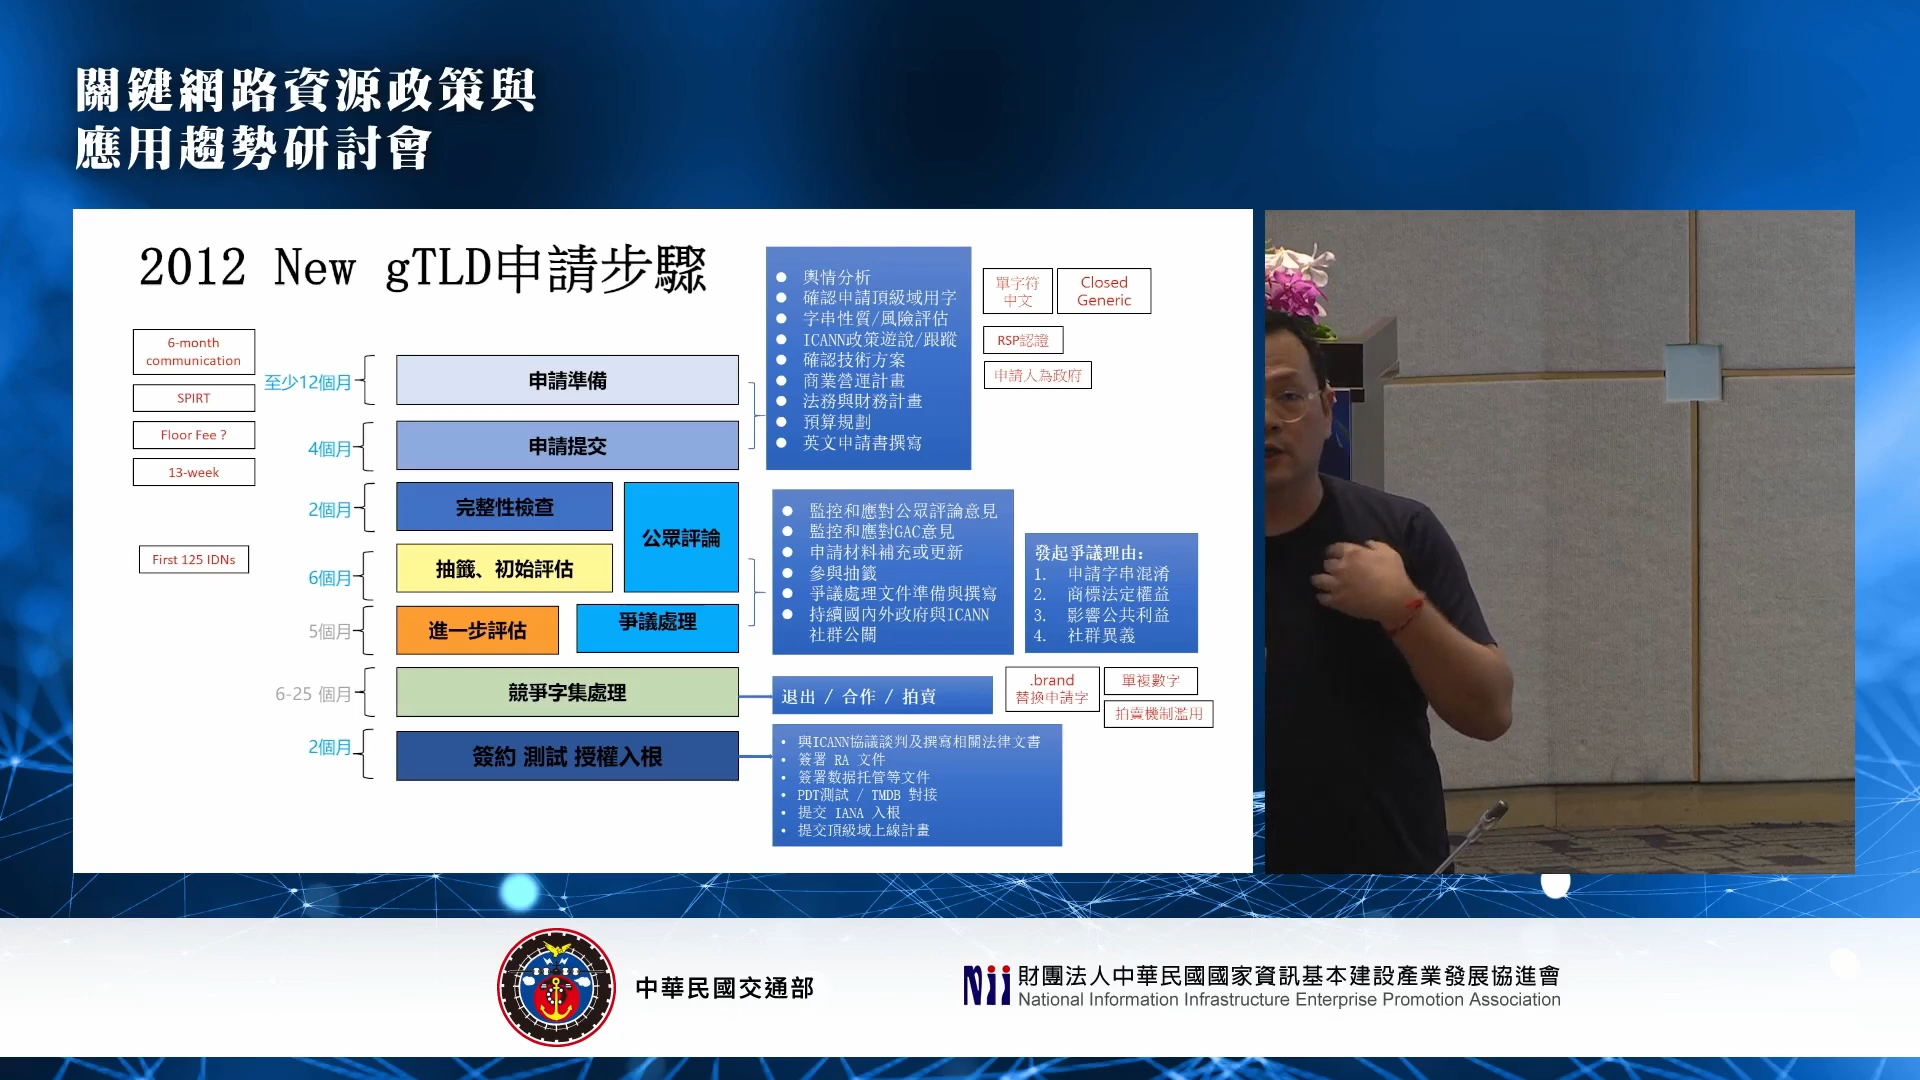 關鍵網路資源政策與
應用趨勢研討會
2012 New gTLD申請步驟
6-month
communication
SPIRT
Floor Fee ?
13-week
First 125 IDNs
至少12個月
4個月
2個月
6個月
5個月
6-25 個月
2個月
申請準備
申請提交
完整性檢查
公眾評論
抽籤、初始評估
進一步評估
爭議處理
競爭字集處理
簽約 測試 授權入根
● 輿情分析
● 確認申請頂級域用字
● 字串性質/風險評估
● ICANN政策遊說/跟蹤
● 確認技術方案
● 商業營運計畫
● 法務與財務計畫
● 預算規劃
● 英文申請書撰寫
單字符
中文
Closed
Generic
RSP認證
申請人為政府
● 監控和應對公眾評論意見
● 監控和應對GAC意見
● 申請材料補充或更新
● 參與抽籤
● 爭議處理文件準備與撰寫
● 持續國內外政府與ICANN
社群公關
發起爭議理由:
1. 申請字串混淆
2. 商標法定權益
3. 影響公共利益
4. 社群異義
退出 / 合作 / 拍賣
.brand
替換申請字
單複數字
拍賣機制濫用
• 與ICANN協議談判及撰寫相關法律文書
• 簽署 RA 文件
• 簽署数据托管等文件
• PDT測試 / TMDB 對接
• 提交 IANA 入根
• 提交頂級域上線計畫
中華民國交通部
nii 財團法人中華民國國家資訊基本建設產業發展協進會
National Information Infrastructure Enterprise Promotion Association